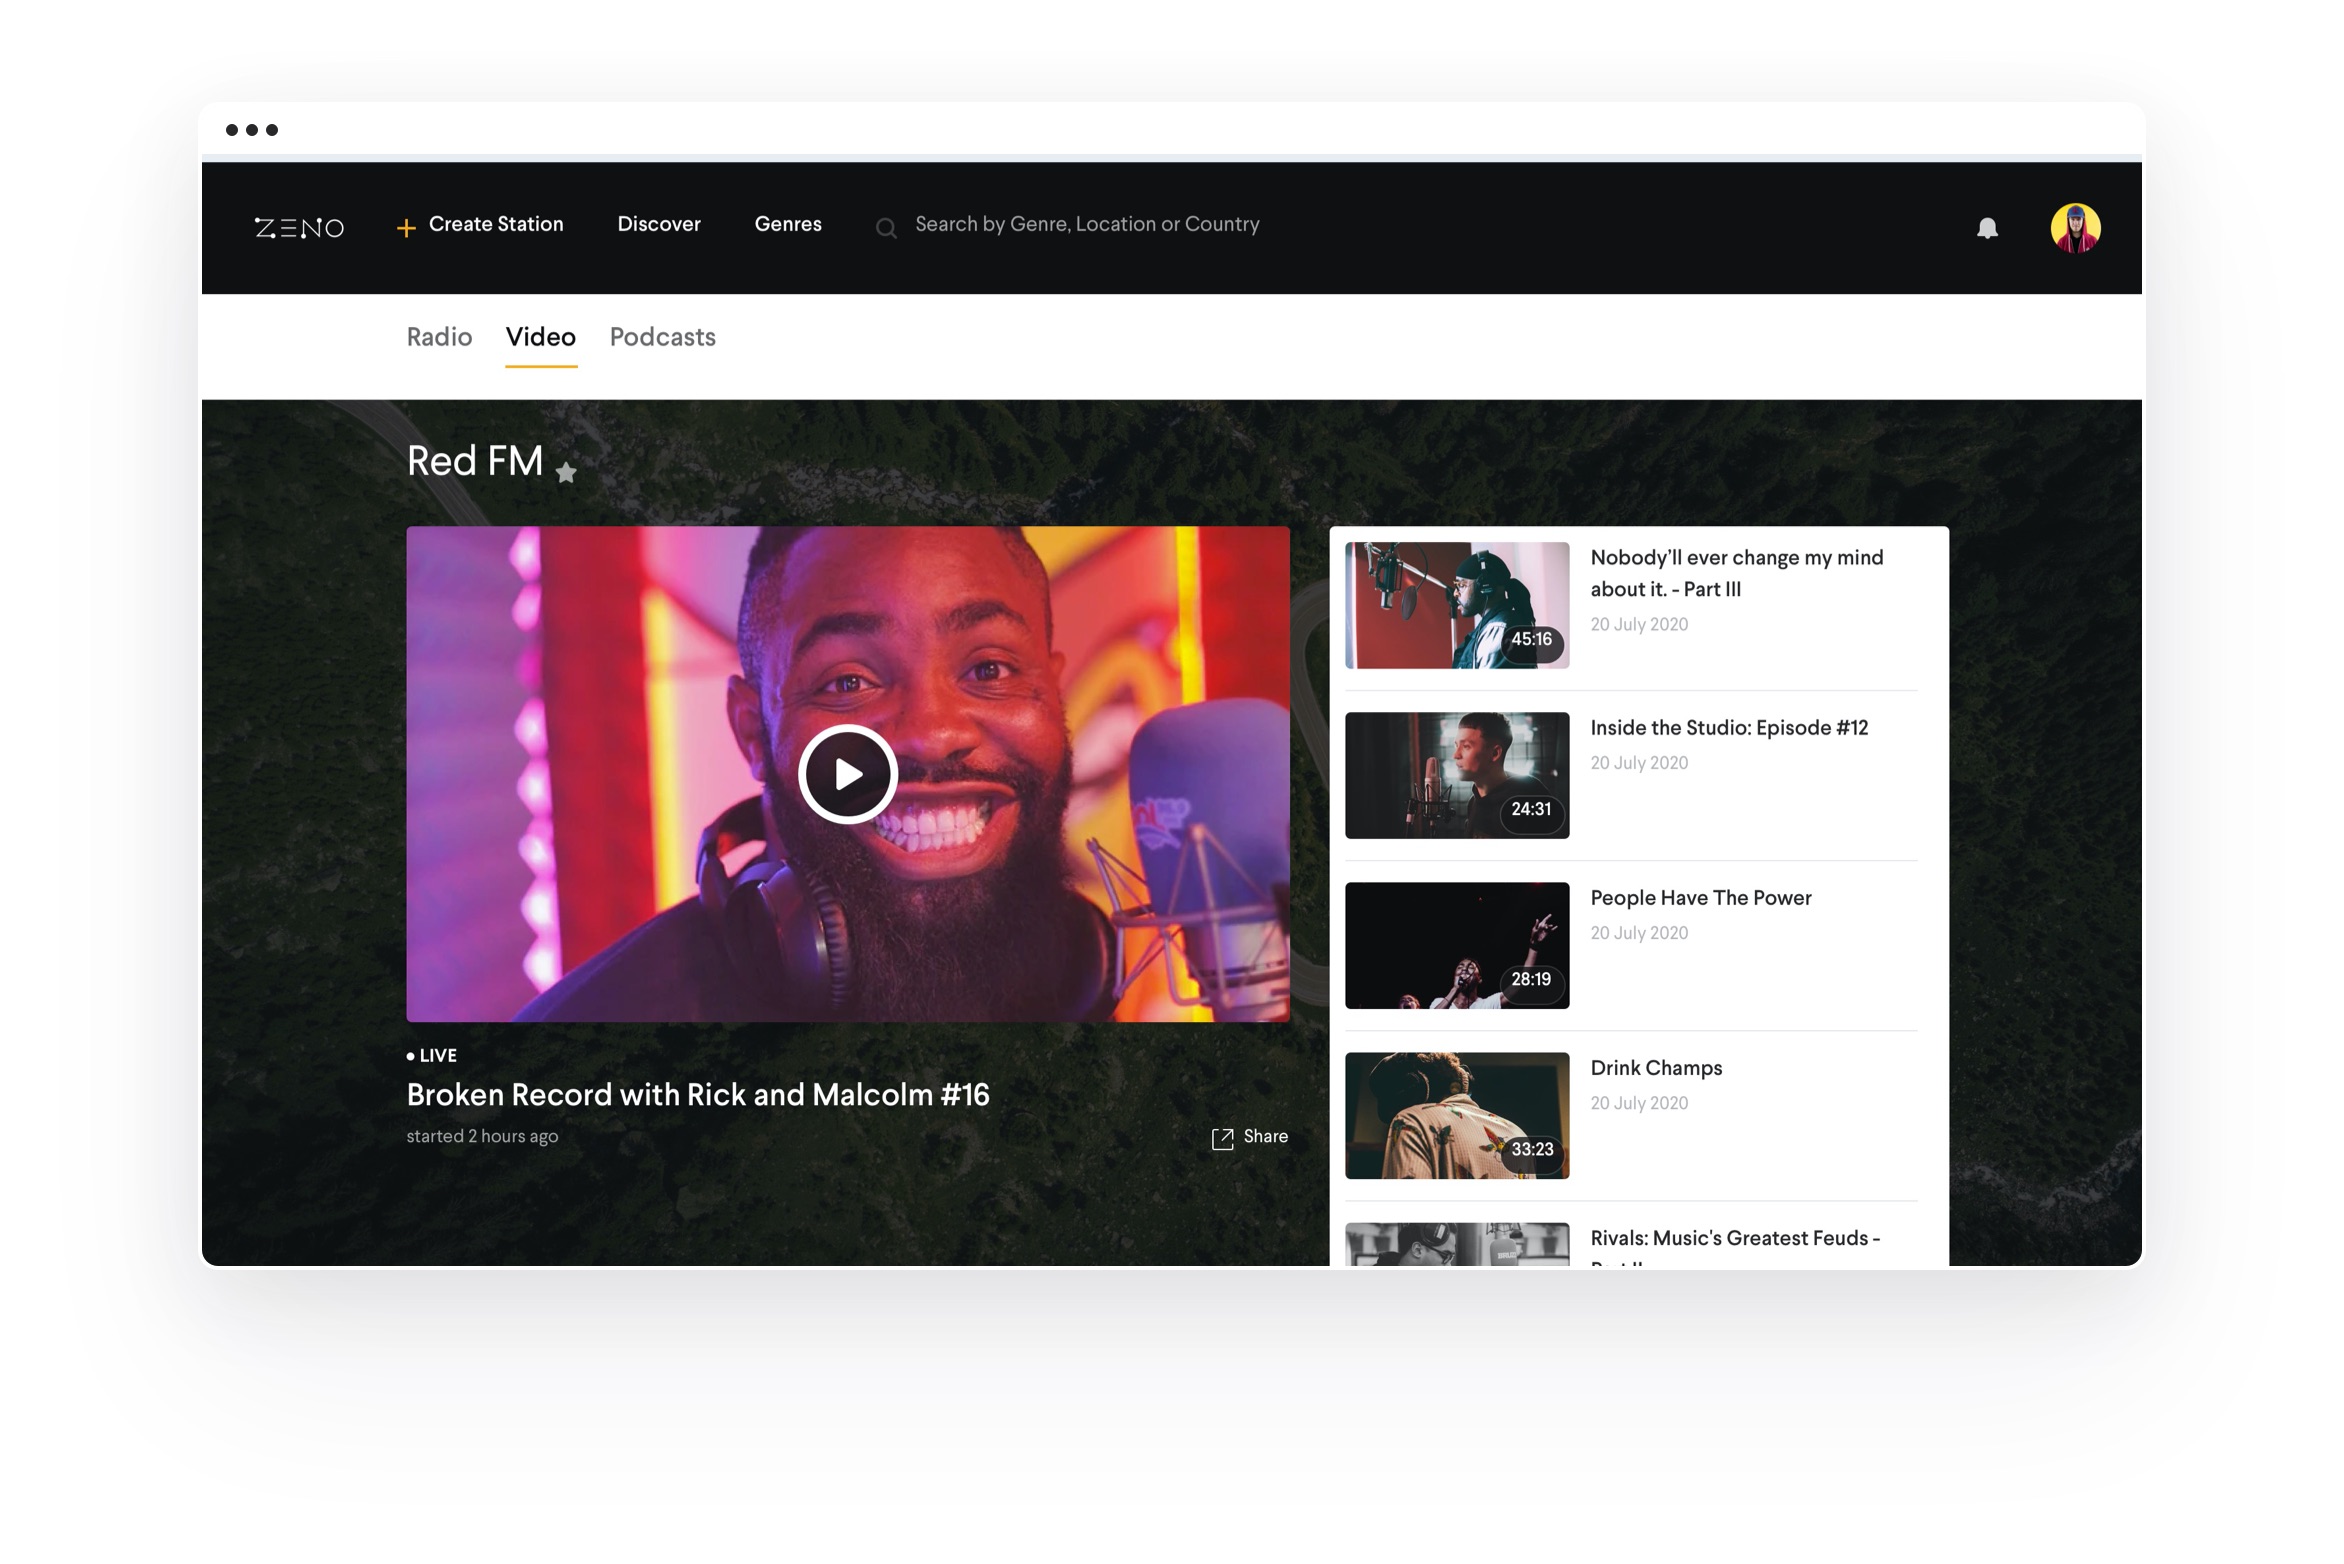 ZENO
Create Station
Discover
Genres
Search by Genre, Location or Country
Radio
Video
Podcasts
Red FM
LIVE
Broken Record with Rick and Malcolm #16
started 2 hours ago
Share
45:16
Nobody’ll ever change my mind
about it. - Part III
20 July 2020
24:31
Inside the Studio: Episode #12
20 July 2020
28:19
People Have The Power
20 July 2020
33:23
Drink Champs
20 July 2020
Rivals: Music's Greatest Feuds -